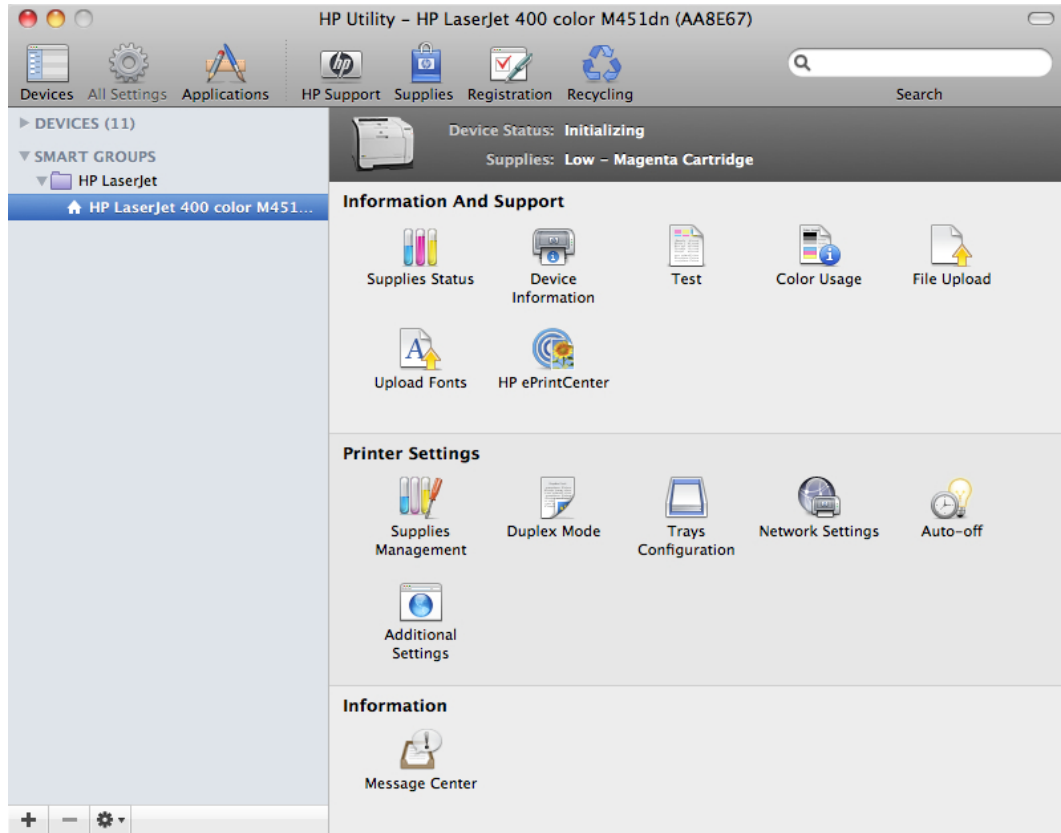 HP Utility – HP LaserJet 400 color M451dn (AA8E67)
Devices All Settings Applications HP Support Supplies Registration Recycling Search
DEVICES (11)
SMART GROUPS
HP LaserJet
HP LaserJet 400 color M451...
Device Status: Initializing
Supplies: Low – Magenta Cartridge
Information And Support
Supplies Status
Device
Information
Test
Color Usage
File Upload
Upload Fonts
HP ePrintCenter
Printer Settings
Supplies
Management
Duplex Mode
Trays
Configuration
Network Settings
Auto-off
Additional
Settings
Information
Message Center